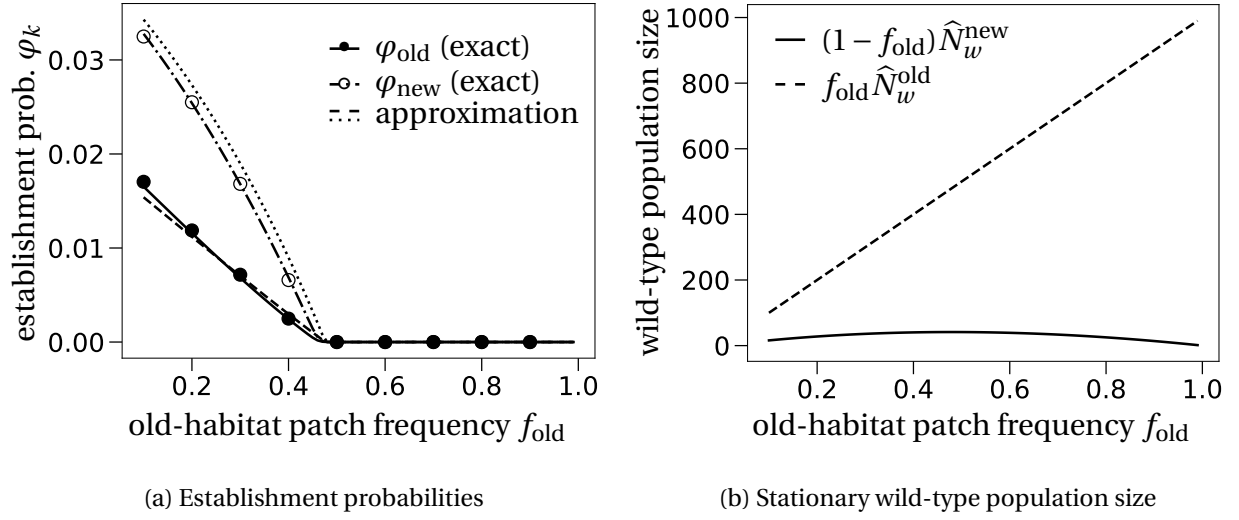 establishment prob. φ_k
0.03
0.02
0.01
0.00
φ_old (exact)
φ_new (exact)
approximation
0.2 0.4 0.6 0.8 1.0
old-habitat patch frequency f_old
(a) Establishment probabilities
wild-type population size
1000
800
600
400
200
0
(1 − f_old) N̂_w^new
f_old N̂_w^old
0.2 0.4 0.6 0.8 1.0
old-habitat patch frequency f_old
(b) Stationary wild-type population size